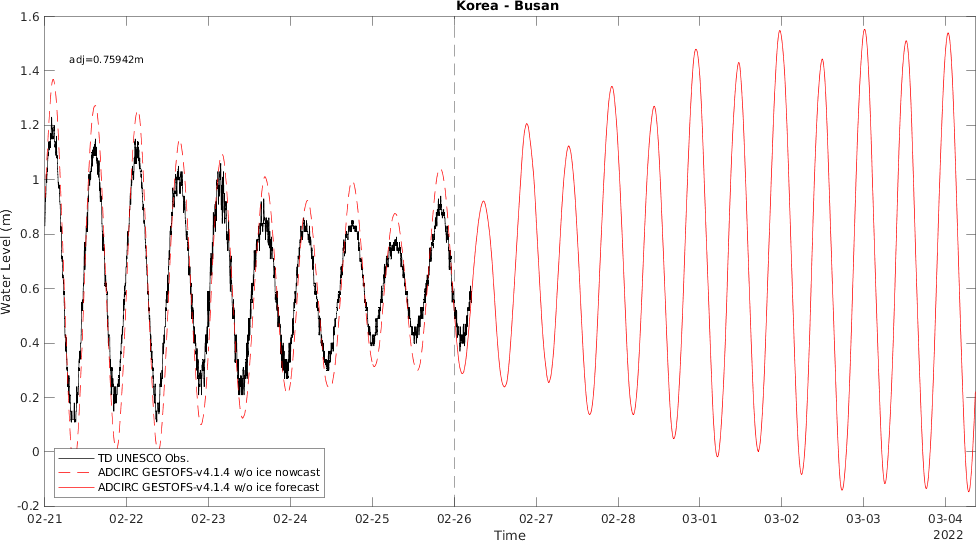 Korea - Busan
adj=0.75942m
Water Level (m)
1.6
1.4
1.2
1
0.8
0.6
0.4
0.2
0
-0.2
TD UNESCO Obs.
ADCIRC GESTOFS-v4.1.4 w/o ice nowcast
ADCIRC GESTOFS-v4.1.4 w/o ice forecast
02-21 02-22 02-23 02-24 02-25 02-26 02-27 02-28 03-01 03-02 03-03 03-04
Time
2022